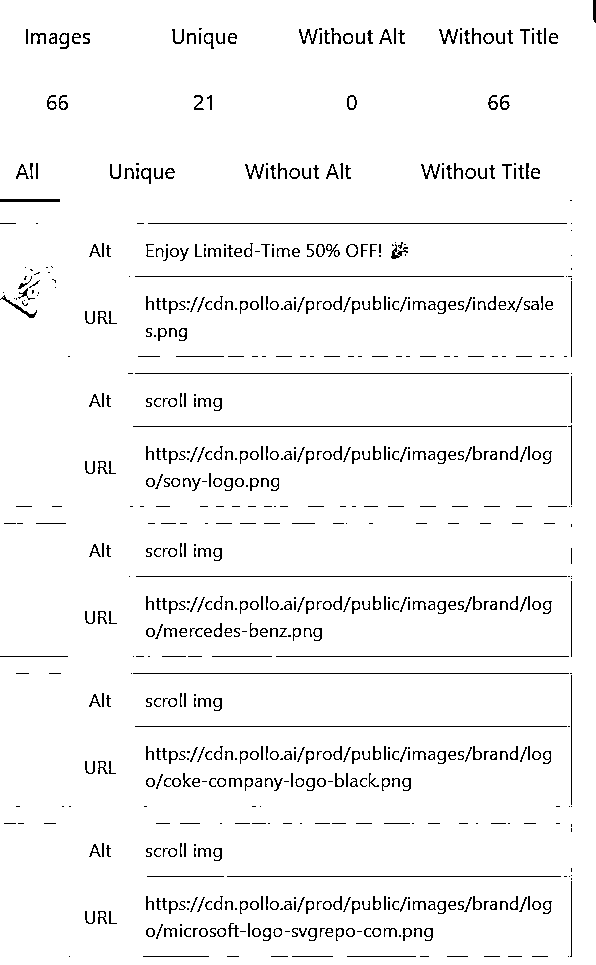 Images Unique Without Alt Without Title
66 21 0 66
All Unique Without Alt Without Title
Alt Enjoy Limited-Time 50% OFF! 🎉
URL https://cdn.pollo.ai/prod/public/images/index/sale
s.png
Alt scroll img
URL https://cdn.pollo.ai/prod/public/images/brand/log
o/sony-logo.png
Alt scroll img
URL https://cdn.pollo.ai/prod/public/images/brand/log
o/mercedes-benz.png
Alt scroll img
URL https://cdn.pollo.ai/prod/public/images/brand/log
o/coke-company-logo-black.png
Alt scroll img
URL https://cdn.pollo.ai/prod/public/images/brand/log
o/microsoft-logo-svgrepo-com.png